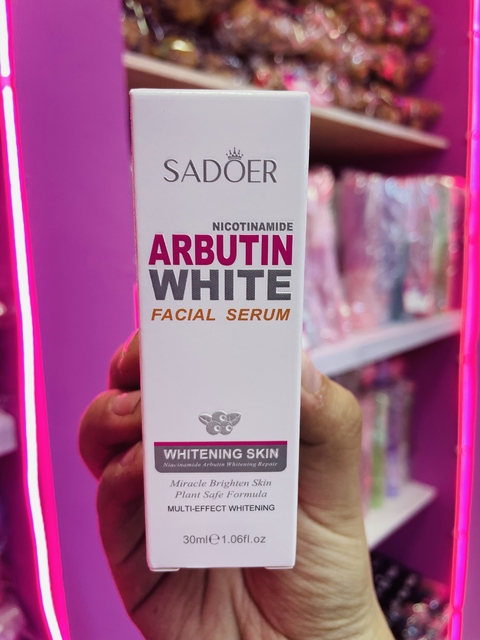 SADOER
NICOTINAMIDE
ARBUTIN
WHITE
FACIAL SERUM
WHITENING SKIN
Niacinamide Arbutin Whitening Repair
Miracle Brighten Skin
Plant Safe Formula
MULTI-EFFECT WHITENING
30ml℮1.06fl.oz